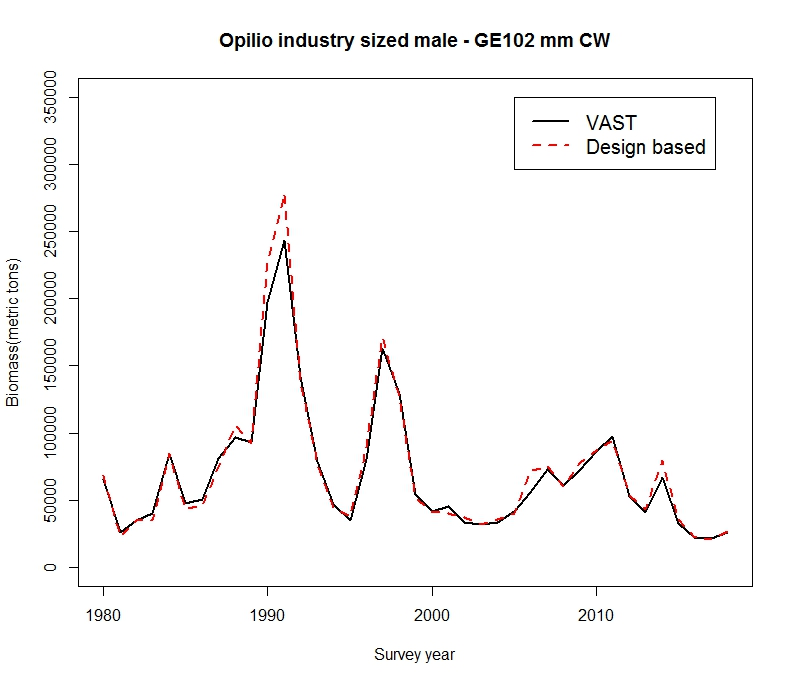 Opilio industry sized male - GE102 mm CW
VAST
Design based
Biomass(metric tons)
350000
300000
250000
200000
150000
100000
50000
0
1980
1990
2000
2010
Survey year